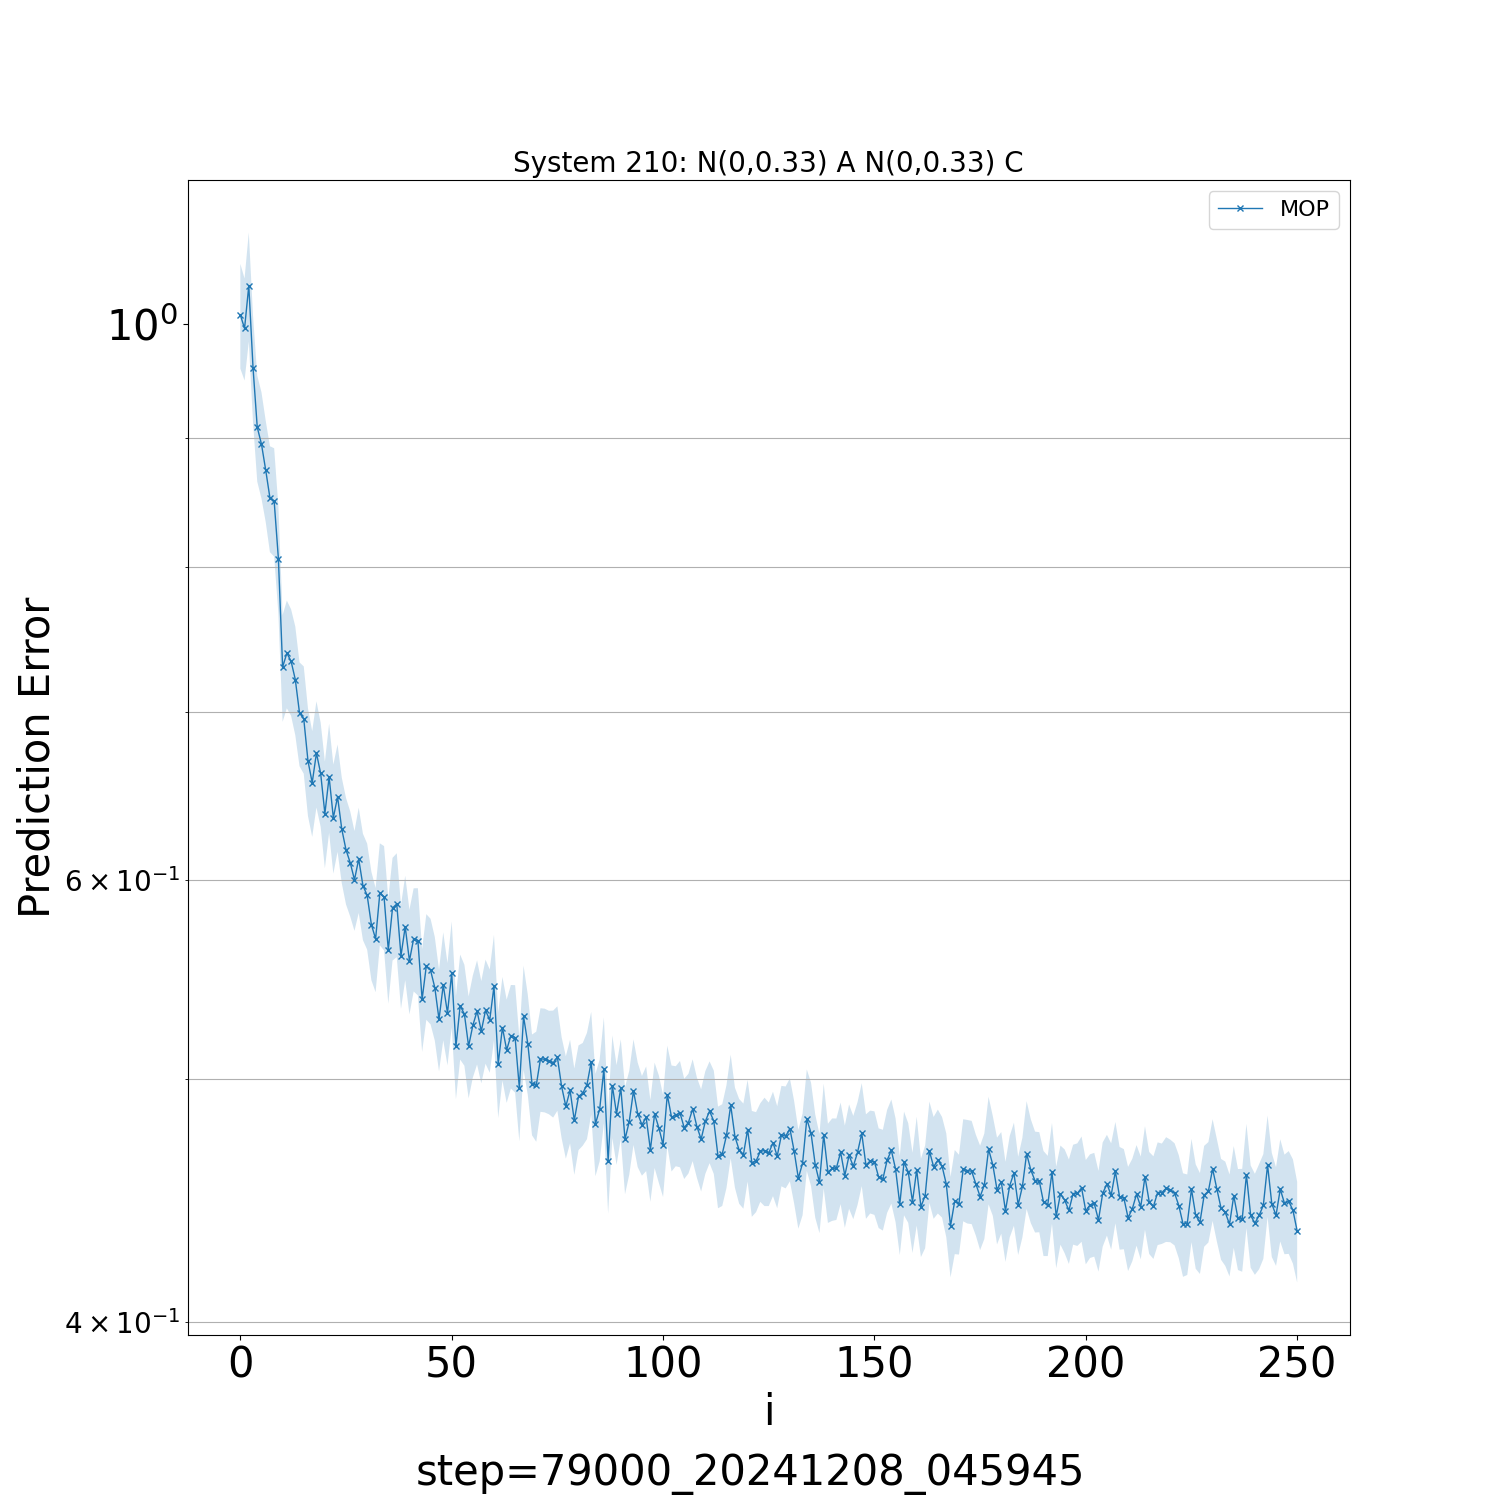 System 210: N(0,0.33) A N(0,0.33) C
MOP
10⁰
6 × 10⁻¹
4 × 10⁻¹
Prediction Error
0 50 100 150 200 250
i
step=79000_20241208_045945